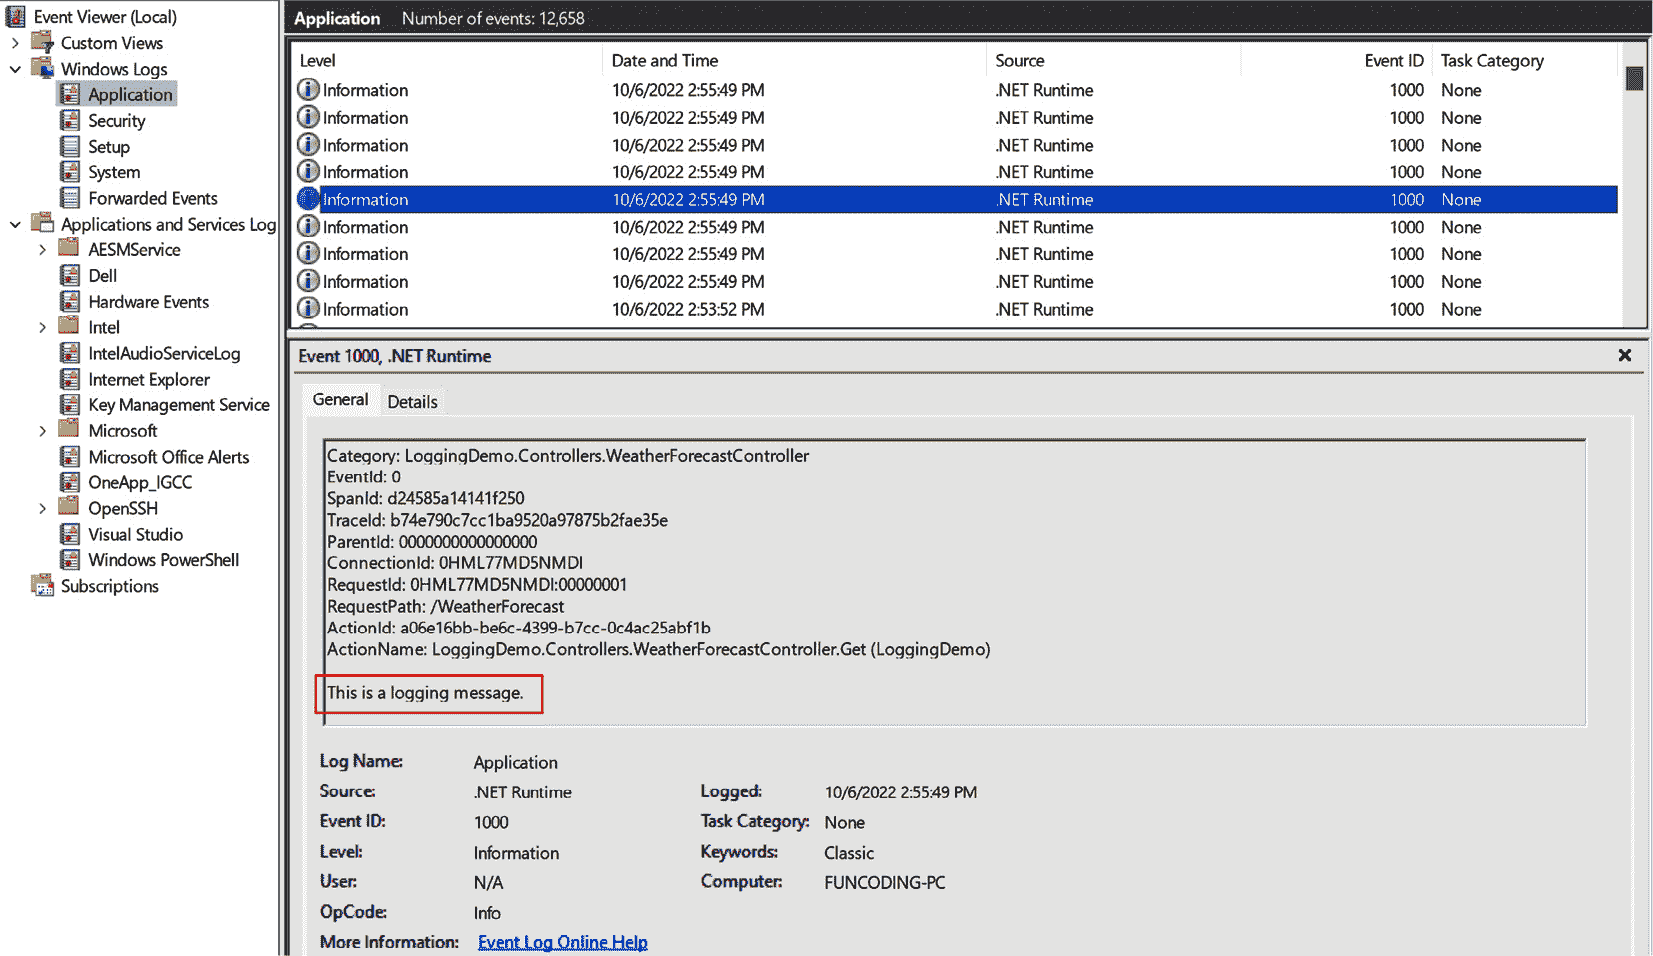 Event Viewer (Local)
Custom Views
Windows Logs
Application
Security
Setup
System
Forwarded Events
Applications and Services Log
AESMService
Dell
Hardware Events
Intel
IntelAudioServiceLog
Internet Explorer
Key Management Service
Microsoft
Microsoft Office Alerts
OneApp_IGCC
OpenSSH
Visual Studio
Windows PowerShell
Subscriptions
Application Number of events: 12,658
Level Date and Time Source Event ID Task Category
Information 10/6/2022 2:55:49 PM .NET Runtime 1000 None
Information 10/6/2022 2:55:49 PM .NET Runtime 1000 None
Information 10/6/2022 2:55:49 PM .NET Runtime 1000 None
Information 10/6/2022 2:55:49 PM .NET Runtime 1000 None
Information 10/6/2022 2:55:49 PM .NET Runtime 1000 None
Information 10/6/2022 2:55:49 PM .NET Runtime 1000 None
Information 10/6/2022 2:55:49 PM .NET Runtime 1000 None
Information 10/6/2022 2:55:49 PM .NET Runtime 1000 None
Information 10/6/2022 2:53:52 PM .NET Runtime 1000 None
Event 1000, .NET Runtime
General Details
Category: LoggingDemo.Controllers.WeatherForecastController
EventId: 0
SpanId: d24585a14141f250
TraceId: b74e790c7cc1ba9520a97875b2fae35e
ParentId: 0000000000000000
ConnectionId: 0HML77MD5NMDI
RequestId: 0HML77MD5NMDI:00000001
RequestPath: /WeatherForecast
ActionId: a06e16bb-be6c-4399-b7cc-0c4ac25abf1b
ActionName: LoggingDemo.Controllers.WeatherForecastController.Get (LoggingDemo)
This is a logging message.
Log Name: Application
Source: .NET Runtime Logged: 10/6/2022 2:55:49 PM
Event ID: 1000 Task Category: None
Level: Information Keywords: Classic
User: N/A Computer: FUNCODING-PC
OpCode: Info
More Information: Event Log Online Help